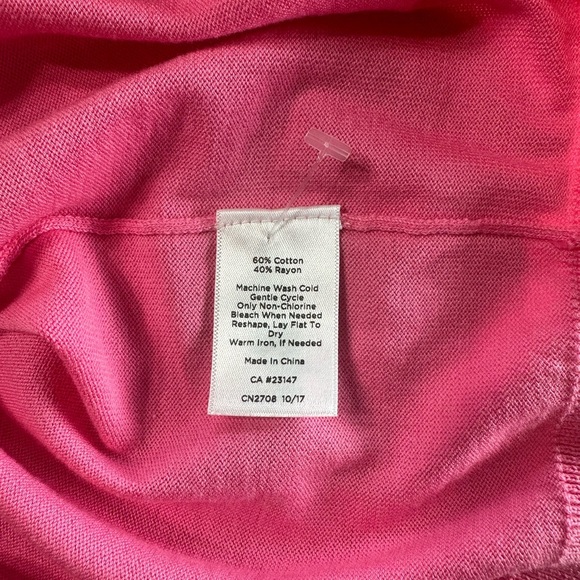 60% Cotton
40% Rayon
Machine Wash Cold
Gentle Cycle
Only Non-Chlorine
Bleach When Needed
Reshape, Lay Flat To
Dry
Warm Iron, If Needed
Made In China
CA #23147
CN2708 10/17